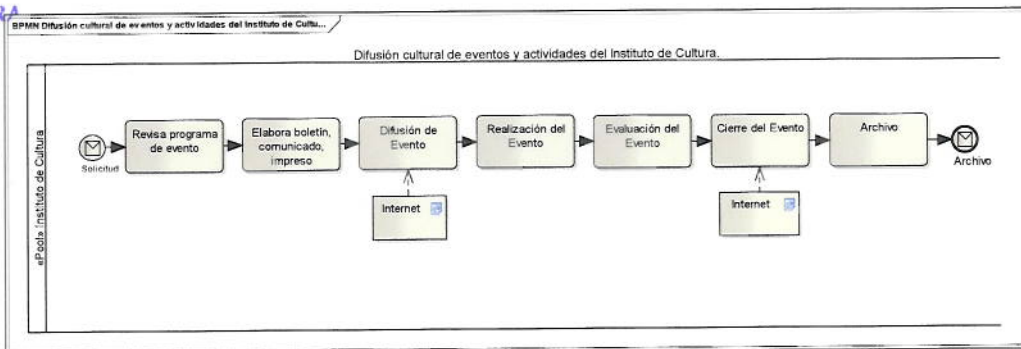 RA
BPMN Difusión cultural de eventos y actividades del Instituto de Cultu...
Difusión cultural de eventos y actividades del Instituto de Cultura.
«Pool» Instituto de Cultura
Solicitud
Revisa programa
de evento
Elabora boletín,
comunicado,
impreso
Difusión de
Evento
Realización del
Evento
Evaluación del
Evento
Cierre del Evento
Archivo
Archivo
Internet
Internet